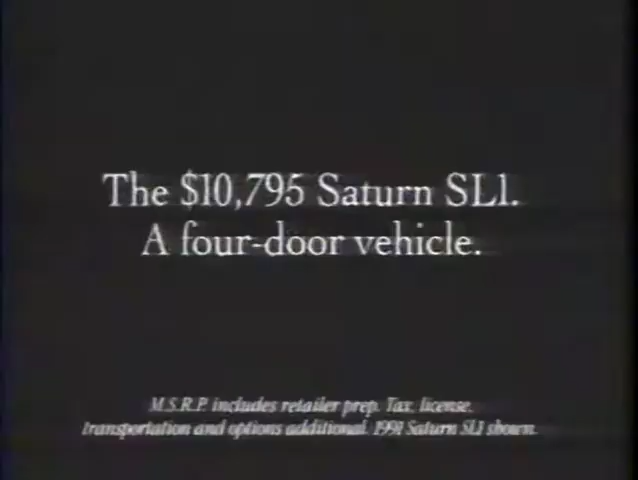 The $10,795 Saturn SL1.
A four-door vehicle.
M.S.R.P. includes retailer prep. Tax, license,
transportation and options additional. 1991 Saturn SL1 shown.